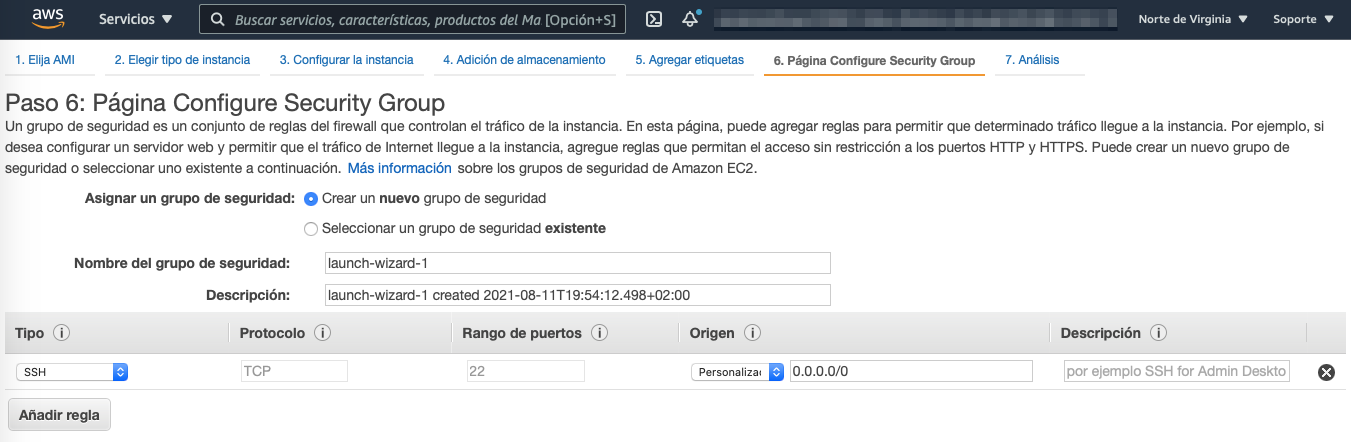 aws
Servicios
Buscar servicios, características, productos del Ma [Opción+S]
Norte de Virginia
Soporte
1. Elija AMI
2. Elegir tipo de instancia
3. Configurar la instancia
4. Adición de almacenamiento
5. Agregar etiquetas
6. Página Configure Security Group
7. Análisis
Paso 6: Página Configure Security Group
Un grupo de seguridad es un conjunto de reglas del firewall que controlan el tráfico de la instancia. En esta página, puede agregar reglas para permitir que determinado tráfico llegue a la instancia. Por ejemplo, si
desea configurar un servidor web y permitir que el tráfico de Internet llegue a la instancia, agregue reglas que permitan el acceso sin restricción a los puertos HTTP y HTTPS. Puede crear un nuevo grupo de
seguridad o seleccionar uno existente a continuación. Más información sobre los grupos de seguridad de Amazon EC2.
Asignar un grupo de seguridad:
Crear un nuevo grupo de seguridad
Seleccionar un grupo de seguridad existente
Nombre del grupo de seguridad:
launch-wizard-1
Descripción:
launch-wizard-1 created 2021-08-11T19:54:12.498+02:00
Tipo
Protocolo
Rango de puertos
Origen
Descripción
SSH
TCP
22
Personalizac
0.0.0.0/0
por ejemplo SSH for Admin Deskto
Añadir regla